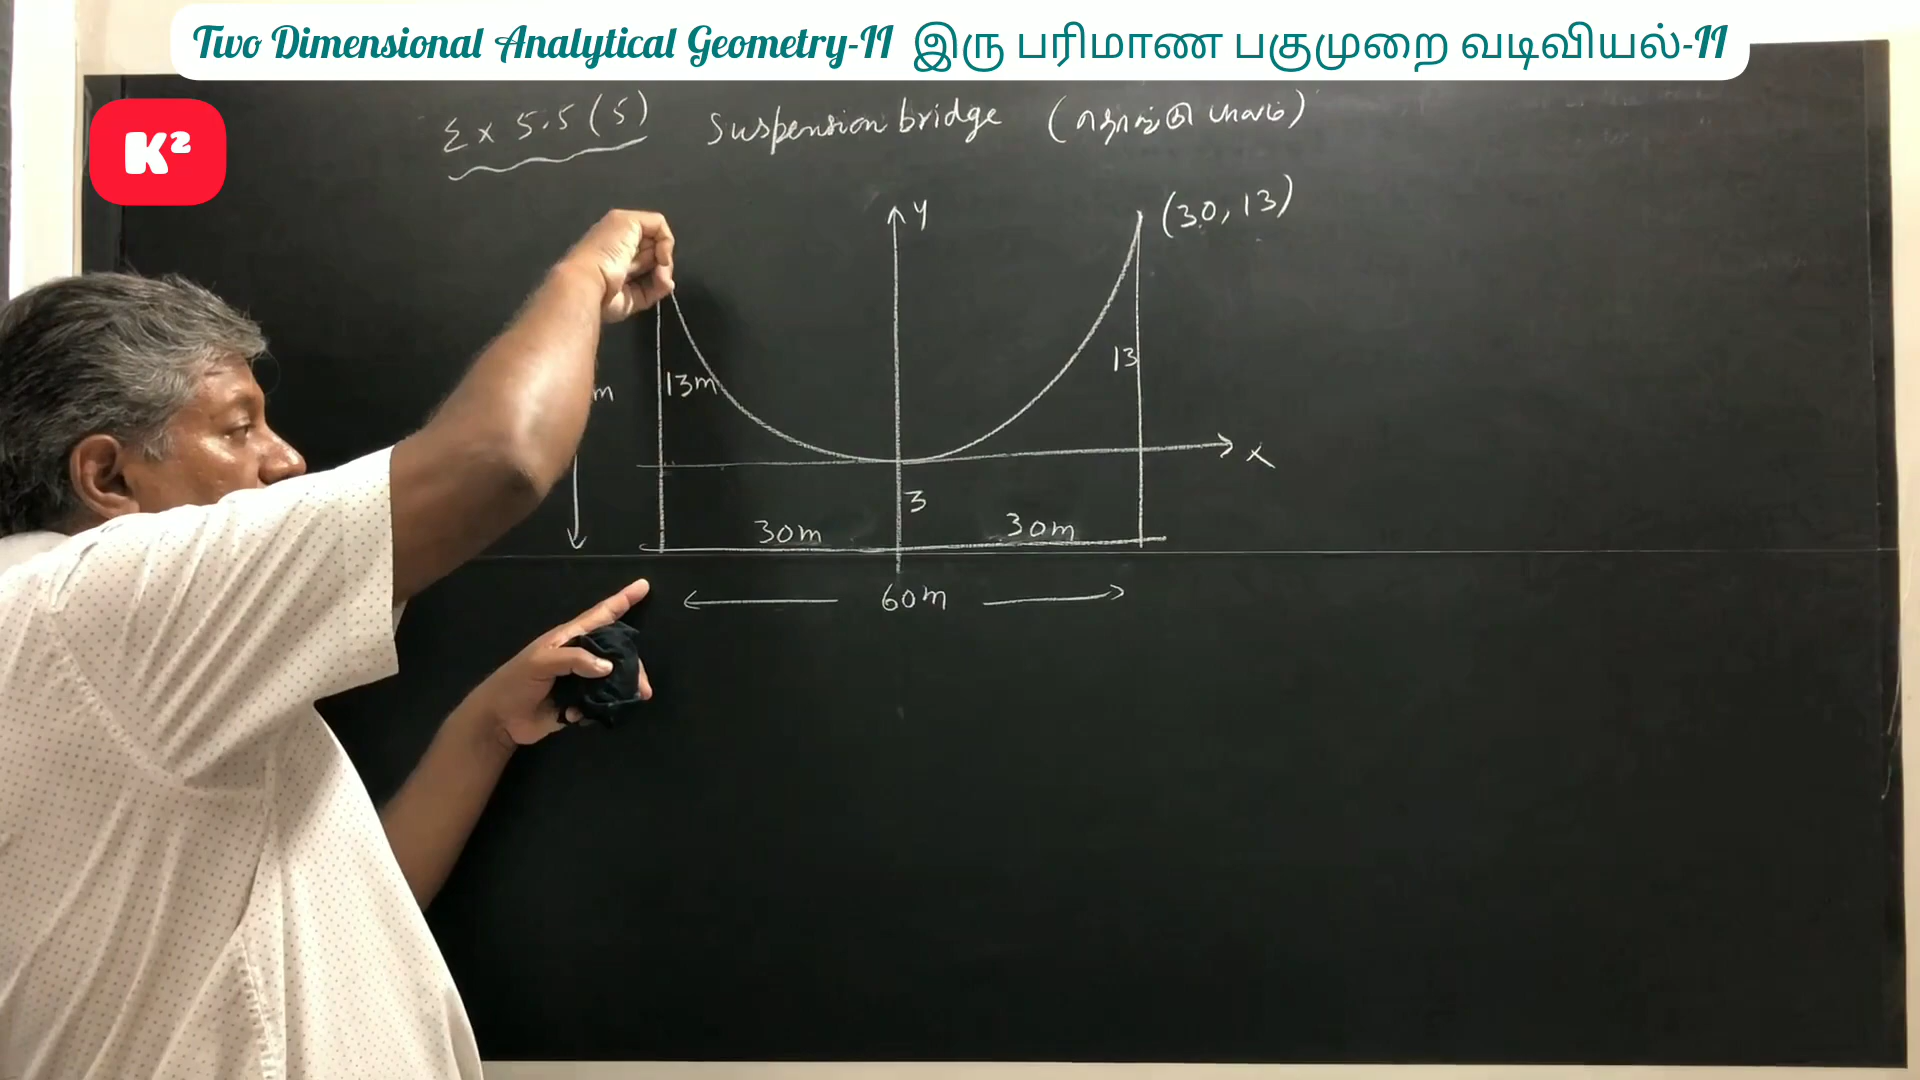 Two Dimensional Analytical Geometry-II இரு பரிமாண பகுமுறை வடிவியல்-II
K²
Ex 5.5 (5) Suspension bridge (தொங்கு பாலம்)
y
(30, 13)
13
m
13m
x
3
30m
30m
60m